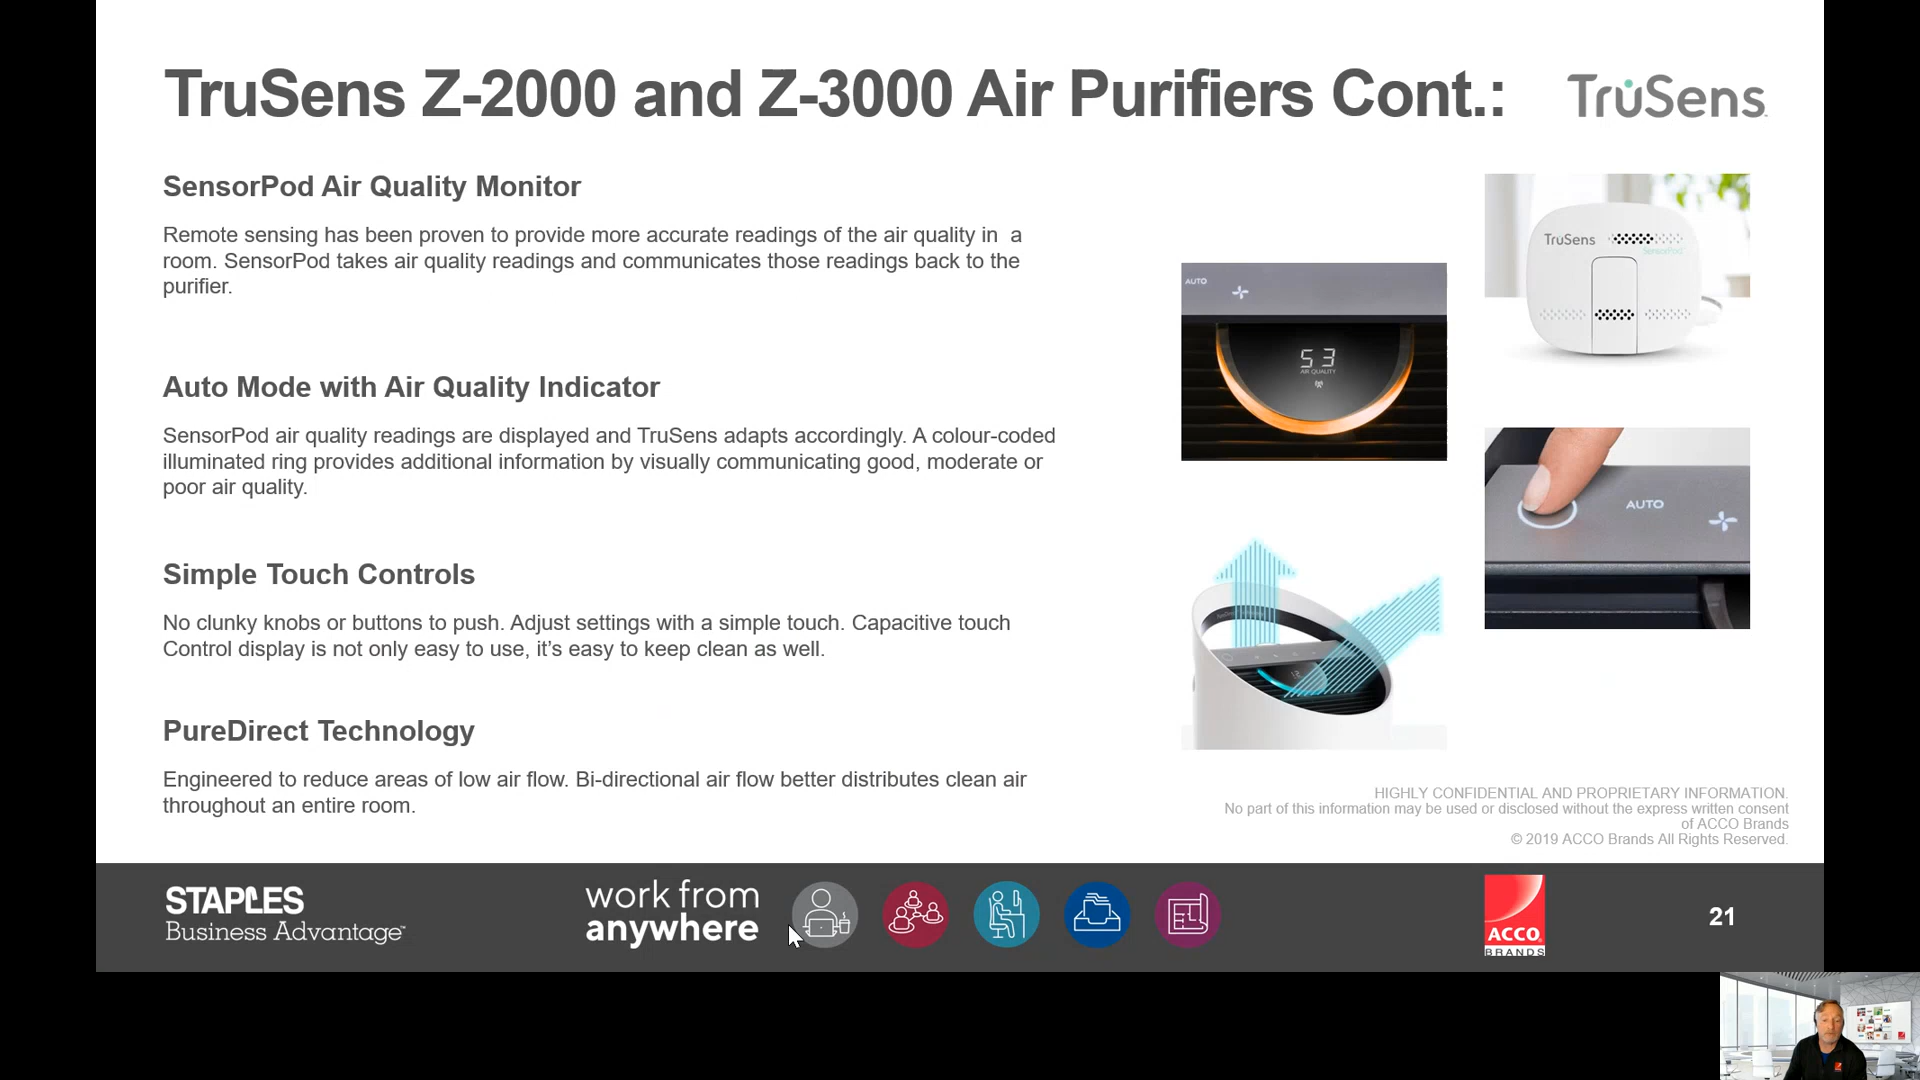 TruSens Z-2000 and Z-3000 Air Purifiers Cont.:
TruSens
SensorPod Air Quality Monitor
Remote sensing has been proven to provide more accurate readings of the air quality in  a
room. SensorPod takes air quality readings and communicates those readings back to the
purifier.
TruSens
SensorPod
AUTO
53
AIR QUALITY
Auto Mode with Air Quality Indicator
SensorPod air quality readings are displayed and TruSens adapts accordingly. A colour-coded
illuminated ring provides additional information by visually communicating good, moderate or
poor air quality.
AUTO
Simple Touch Controls
No clunky knobs or buttons to push. Adjust settings with a simple touch. Capacitive touch
Control display is not only easy to use, it’s easy to keep clean as well.
PureDirect Technology
Engineered to reduce areas of low air flow. Bi-directional air flow better distributes clean air
throughout an entire room.
HIGHLY CONFIDENTIAL AND PROPRIETARY INFORMATION.
No part of this information may be used or disclosed without the express written consent
of ACCO Brands
© 2019 ACCO Brands All Rights Reserved.
STAPLES
Business Advantage™
work from
anywhere
ACCO
BRANDS
21